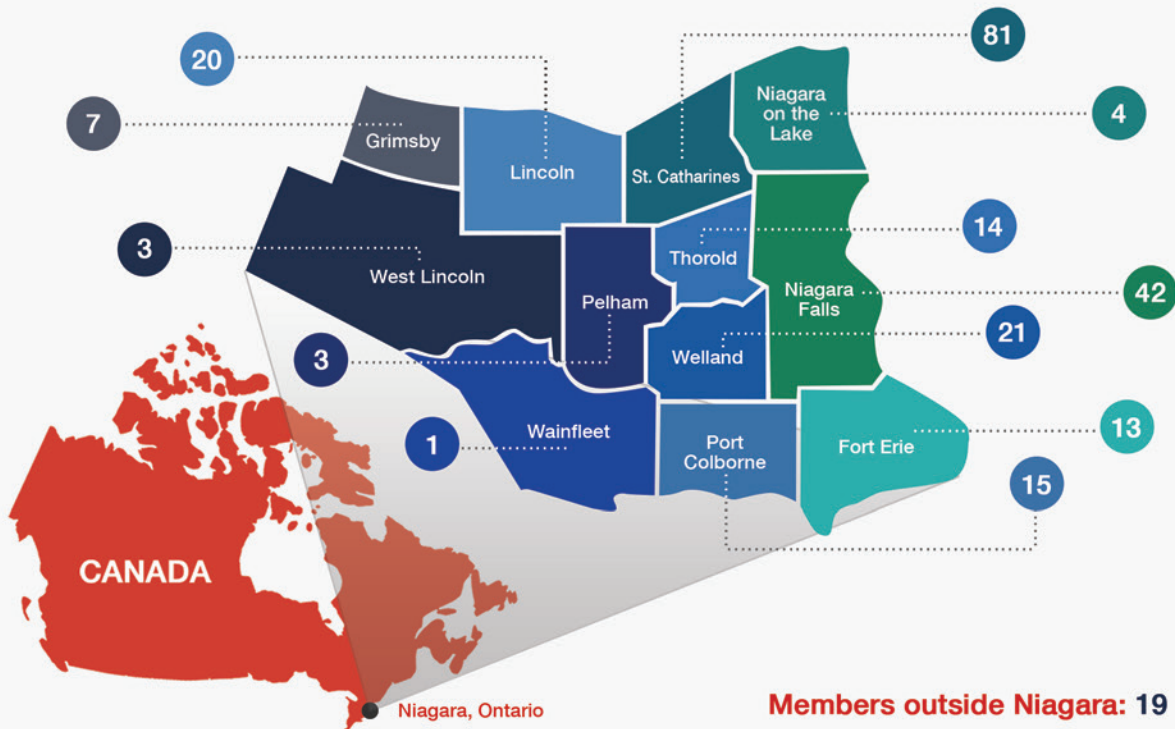 81
20
4
7
Niagara
on the
Lake
Grimsby
Lincoln
St. Catharines
14
3
Thorold
West Lincoln
Pelham
Niagara
Falls
42
21
3
Welland
13
1
Wainfleet
Port
Colborne
Fort Erie
15
CANADA
Niagara, Ontario
Members outside Niagara: 19